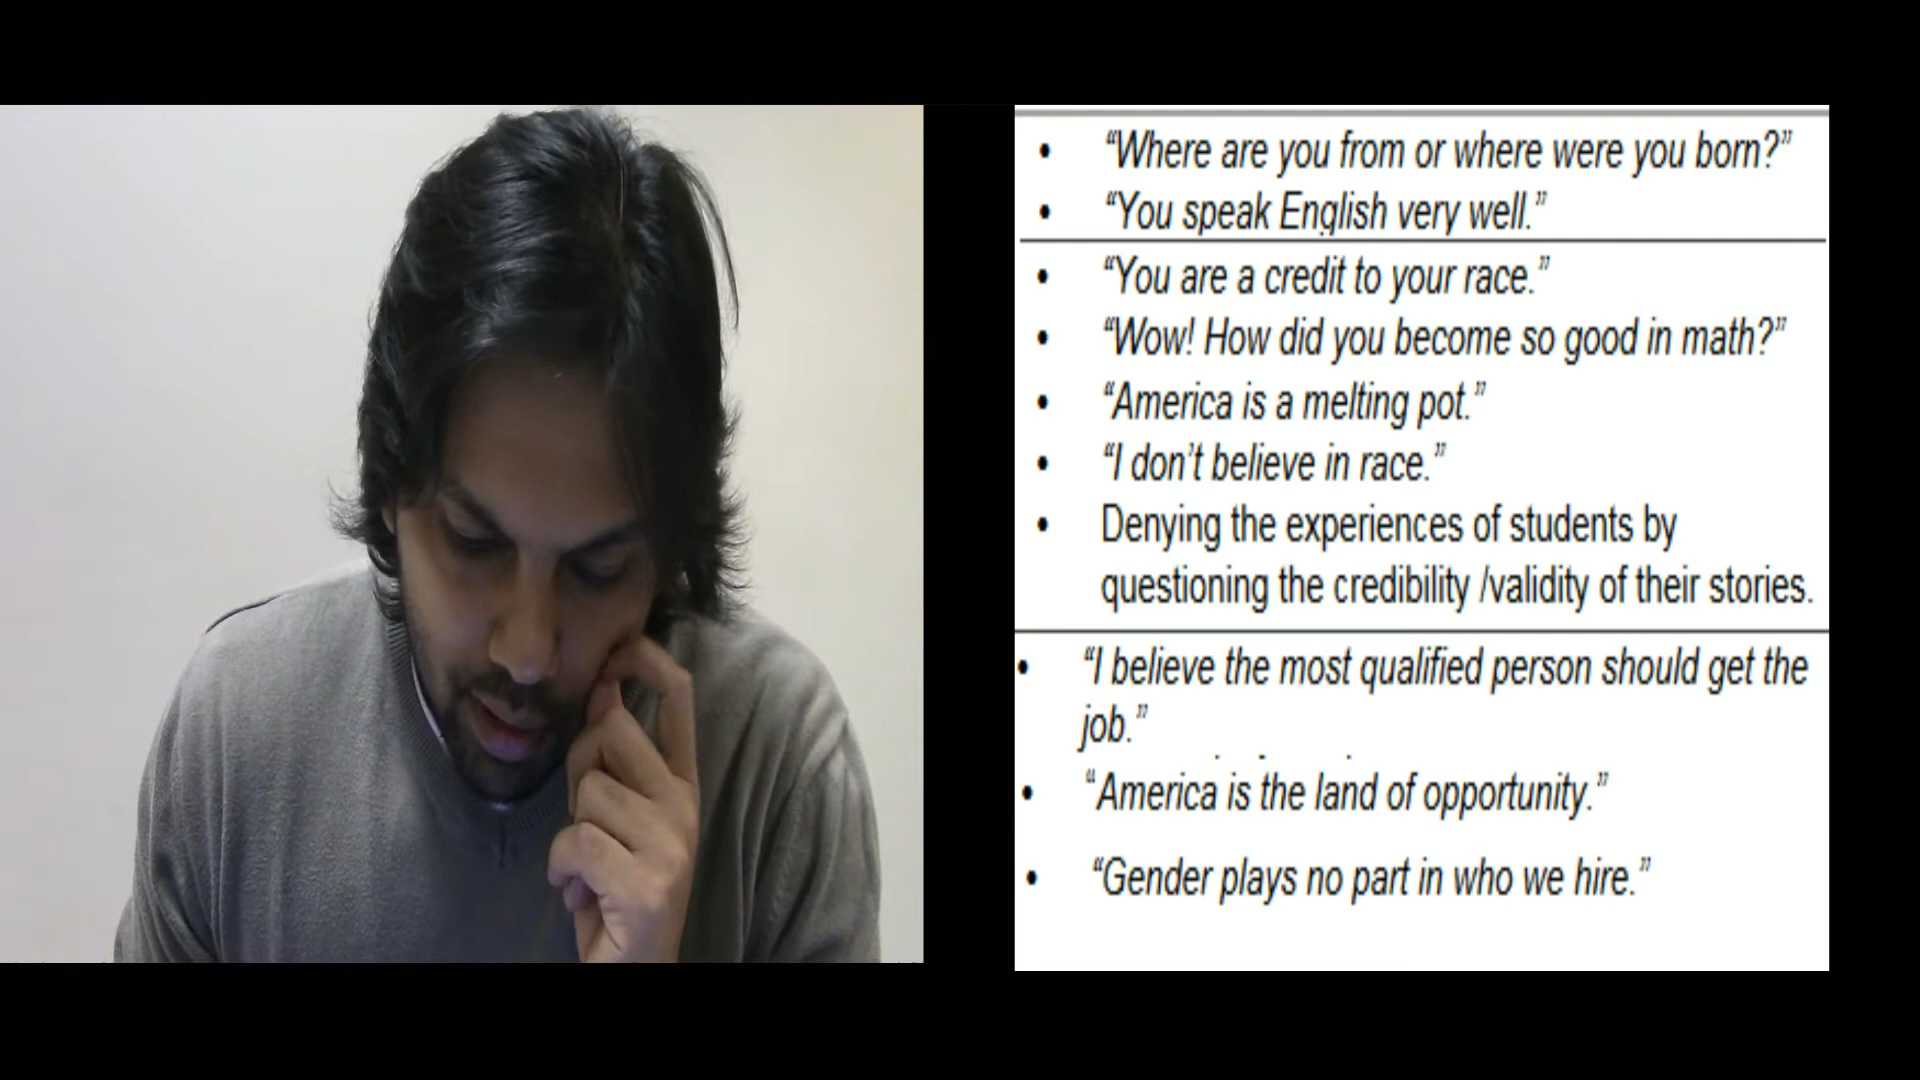 • “Where are you from or where were you born?”
• “You speak English very well.”
• “You are a credit to your race.”
• “Wow! How did you become so good in math?”
• “America is a melting pot.”
• “I don’t believe in race.”
• Denying the experiences of students by
questioning the credibility /validity of their stories.
• “I believe the most qualified person should get the
job.”
• “America is the land of opportunity.”
• “Gender plays no part in who we hire.”